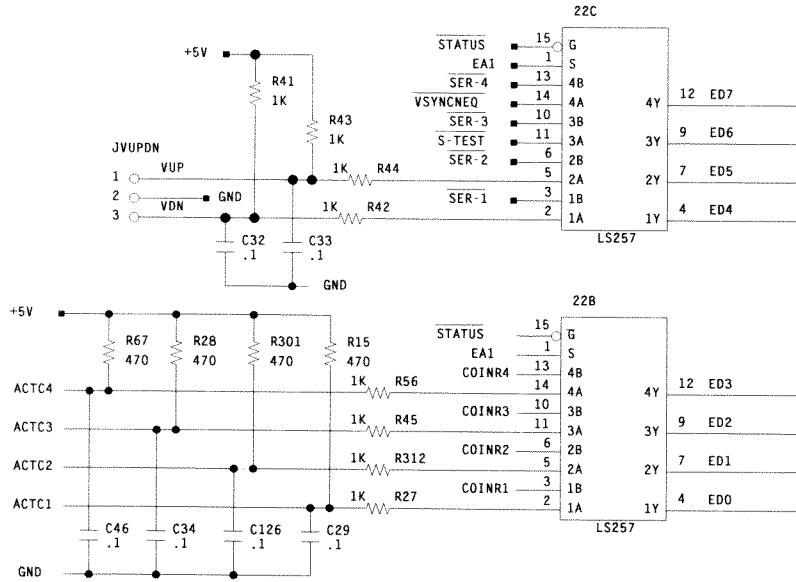 22C
+5V
STATUS 15 G
EA1 1 S
SER-4 13 4B
VSYNCNEQ 14 4A 4Y 12 ED7
SER-3 10 3B
S-TEST 11 3A 3Y 9 ED6
SER-2 6 2B
5 2A 2Y 7 ED5
SER-1 3 1B
2 1A 1Y 4 ED4
LS257
R41
1K
R43
1K
JVUPDN
1 VUP
2 GND
3 VDN
1K R44
1K R42
C32
.1
C33
.1
GND
22B
+5V
R67
470
R28
470
R301
470
R15
470
STATUS 15 G
EA1 1 S
COINR4 13 4B
14 4A 4Y 12 ED3
COINR3 10 3B
11 3A 3Y 9 ED2
COINR2 6 2B
5 2A 2Y 7 ED1
COINR1 3 1B
2 1A 1Y 4 ED0
LS257
ACTC4
1K R56
ACTC3
1K R45
ACTC2
1K R312
ACTC1
1K R27
C46
.1
C34
.1
C126
.1
C29
.1
GND